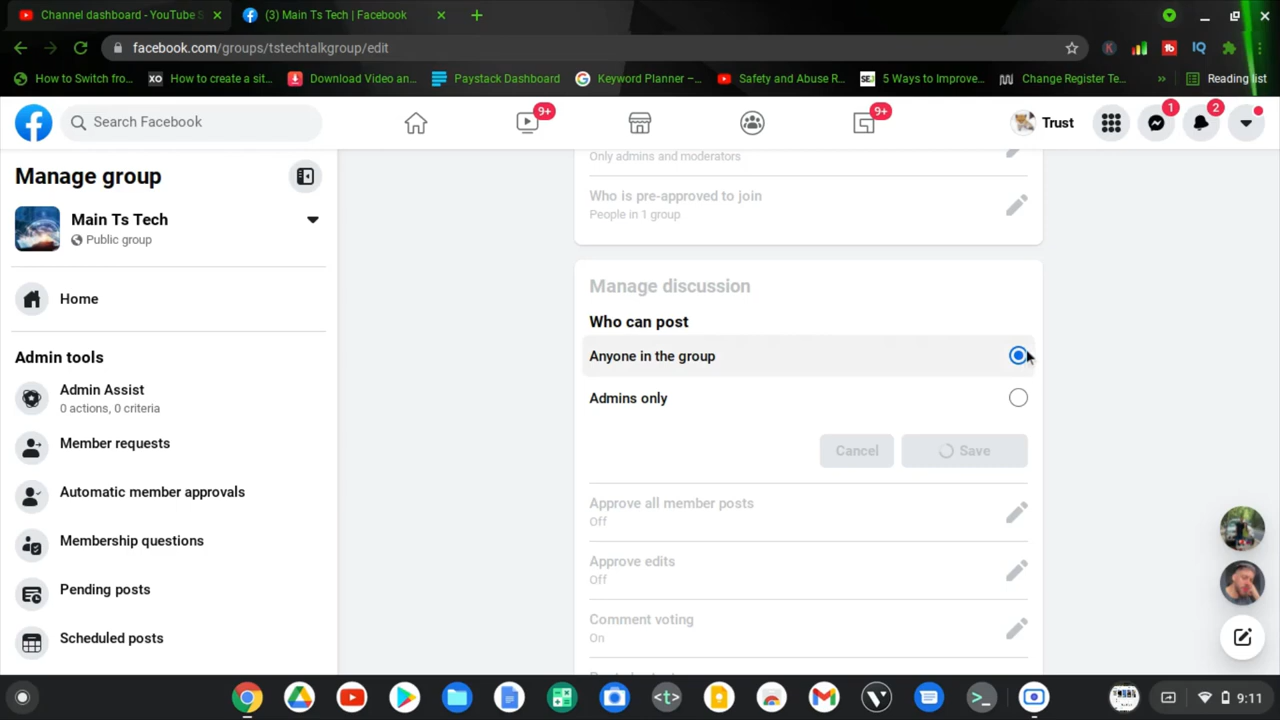 Channel dashboard - YouTube S
(3) Main Ts Tech | Facebook
facebook.com/groups/tstechtalkgroup/edit
How to Switch fro...
XO How to create a sit...
Download Video an...
Paystack Dashboard
Keyword Planner –...
Safety and Abuse R...
SEJ 5 Ways to Improve...
Change Register Te...
»
Reading list
Search Facebook
9+
9+
Trust
1
2
Manage group
Main Ts Tech
Public group
Home
Admin tools
Admin Assist
0 actions, 0 criteria
Member requests
Automatic member approvals
Membership questions
Pending posts
Scheduled posts
Only admins and moderators
Who is pre-approved to join
People in 1 group
Manage discussion
Who can post
Anyone in the group
Admins only
Cancel
Save
Approve all member posts
Off
Approve edits
Off
Comment voting
On
9:11